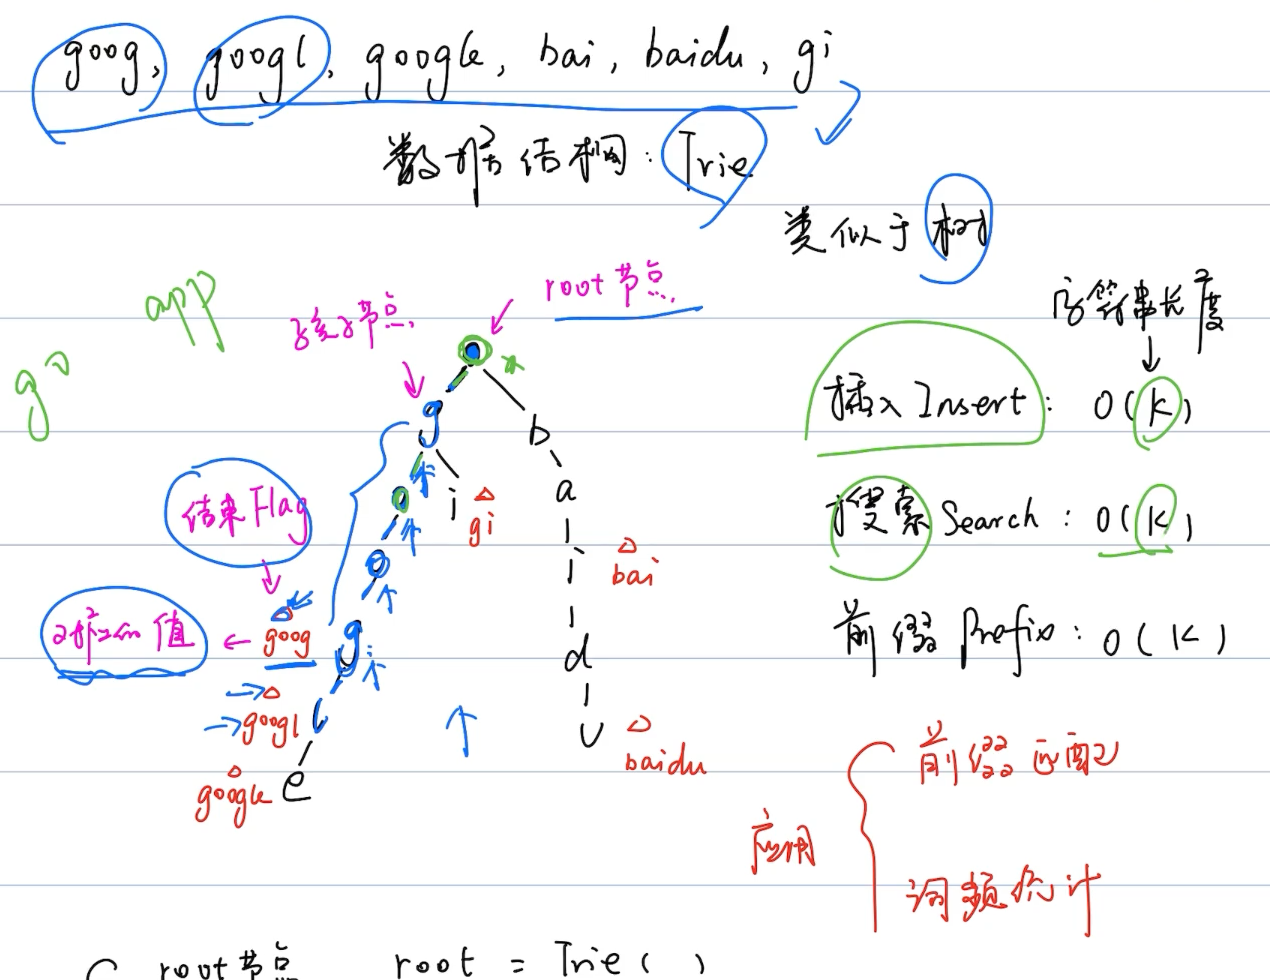 goog, googl, google, bai, baidu, gi
数据结构: Trie
类似于树
app
孩子节点
root节点
字符串长度
go
g
b
插入 Insert: O(K)
结束Flag
o
i
gi
a
搜索 Search: O(K)
o
i
bai
的值
goog
g
d
前缀 Prefix: O(K)
googl
l
u
baidu
google
e
应用
前缀匹配
词频统计
root节点 root = Trie( )